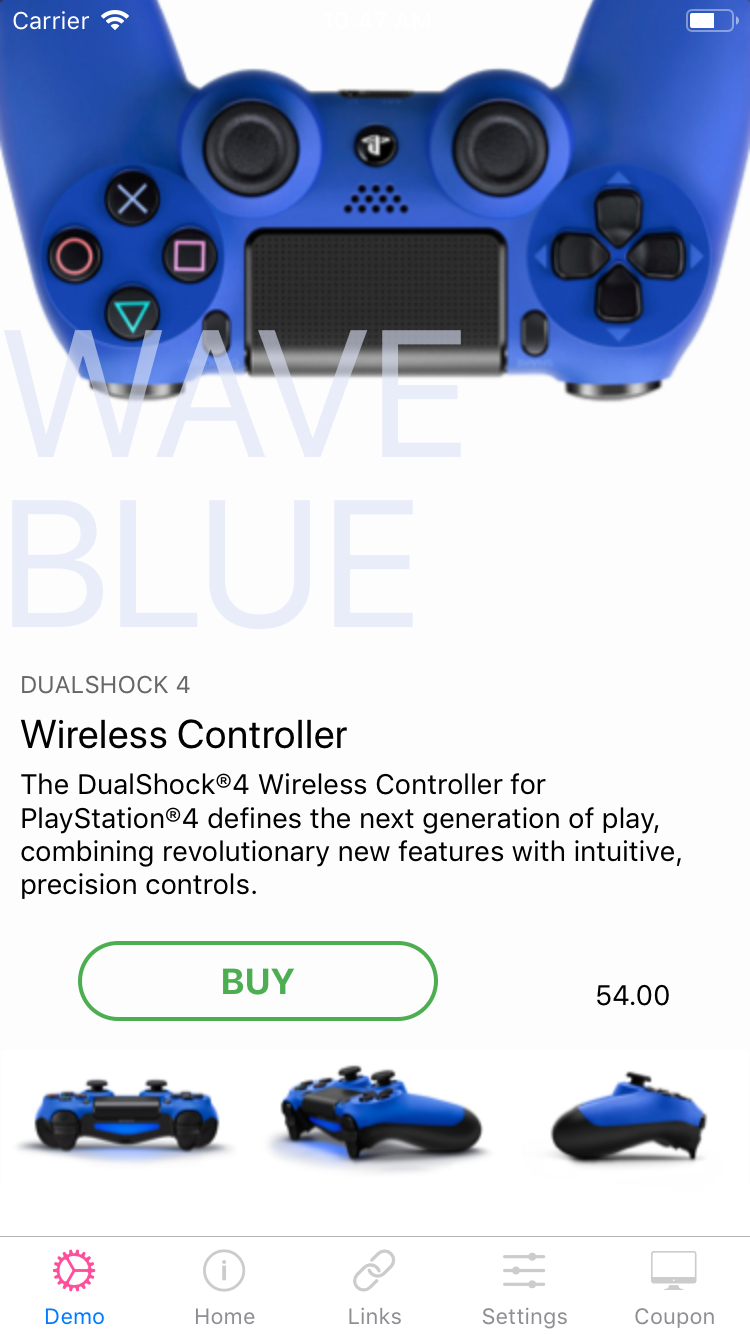 Carrier
WAVE
BLUE
DUALSHOCK 4
Wireless Controller
The DualShock®4 Wireless Controller for
PlayStation®4 defines the next generation of play,
combining revolutionary new features with intuitive,
precision controls.
BUY
54.00
Demo
Home
Links
Settings
Coupon